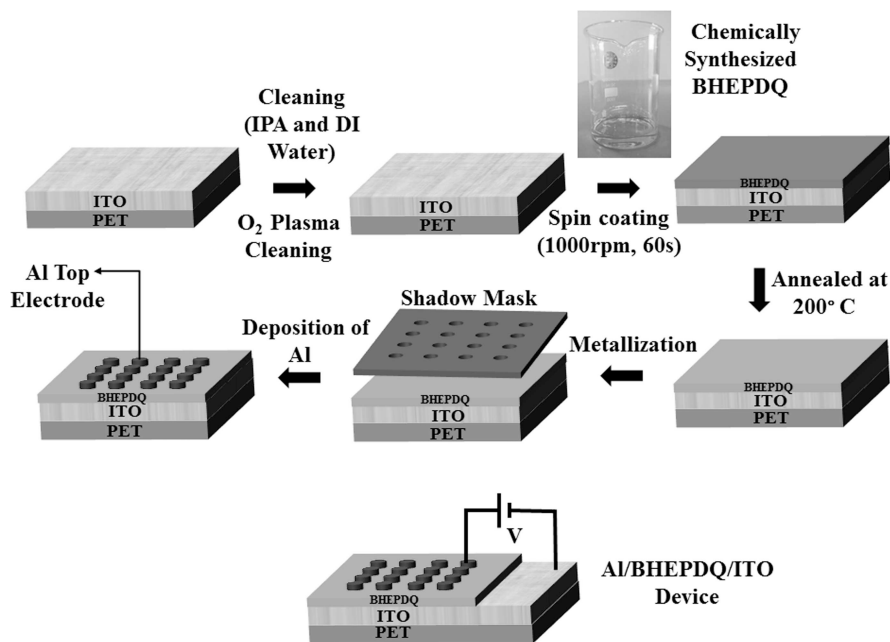 Chemically
Synthesized
BHEPDQ
Cleaning
(IPA and DI
Water)
O₂ Plasma
Cleaning
ITO
PET
ITO
PET
Spin coating
(1000rpm, 60s)
BHEPDQ
ITO
PET
Annealed at
200° C
BHEPDQ
ITO
PET
Metallization
Shadow Mask
BHEPDQ
ITO
PET
Deposition of
Al
Al Top
Electrode
BHEPDQ
ITO
PET
V
BHEPDQ
ITO
PET
Al/BHEPDQ/ITO
Device